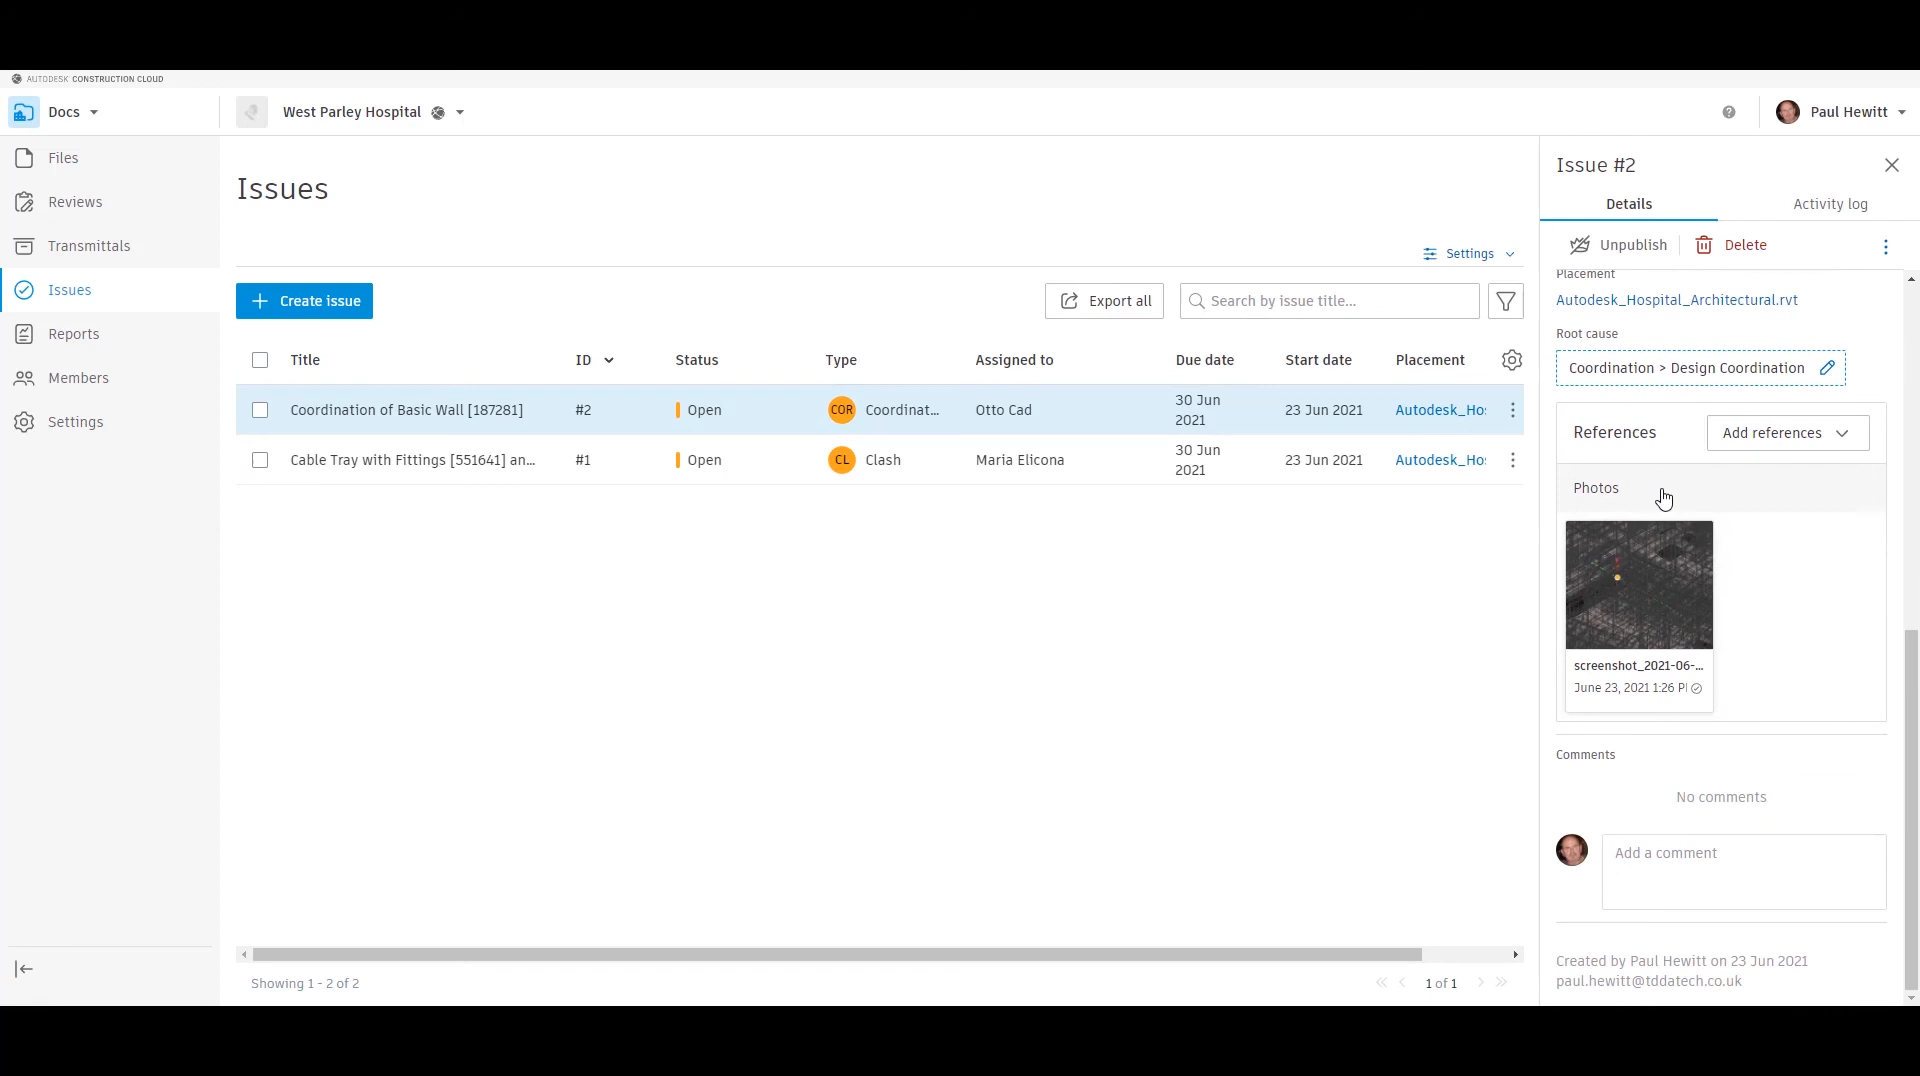 AUTODESK CONSTRUCTION CLOUD
Docs
West Parley Hospital
Paul Hewitt
Files
Reviews
Transmittals
Issues
Reports
Members
Settings
Issues
Settings
Create issue
Export all
Search by issue title...
Title
ID
Status
Type
Assigned to
Due date
Start date
Placement
Coordination of Basic Wall [187281]
#2
Open
COR
Coordinat...
Otto Cad
30 Jun
2021
23 Jun 2021
Autodesk_Hos
Cable Tray with Fittings [551641] an...
#1
Open
CL
Clash
Maria Elicona
30 Jun
2021
23 Jun 2021
Autodesk_Hos
Showing 1 - 2 of 2
1 of 1
Issue #2
Details
Activity log
Unpublish
Delete
Placement
Autodesk_Hospital_Architectural.rvt
Root cause
Coordination > Design Coordination
References
Add references
Photos
screenshot_2021-06-...
June 23, 2021 1:26 P
Comments
No comments
Add a comment
Created by Paul Hewitt on 23 Jun 2021
paul.hewitt@tddatech.co.uk